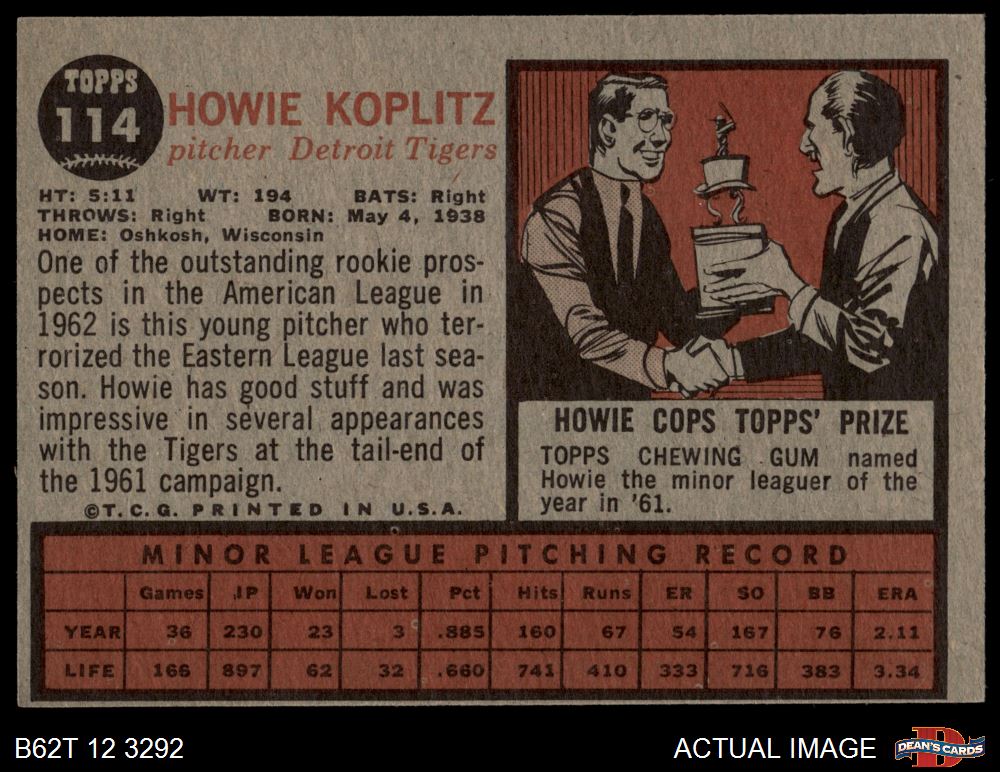 TOPPS
114
HOWIE KOPLITZ
pitcher Detroit Tigers
HT: 5:11 WT: 194 BATS: Right
THROWS: Right BORN: May 4, 1938
HOME: Oshkosh, Wisconsin
One of the outstanding rookie pros-
pects in the American League in
1962 is this young pitcher who ter-
rorized the Eastern League last sea-
son. Howie has good stuff and was
impressive in several appearances
with the Tigers at the tail-end of
the 1961 campaign.
©T.C.G. PRINTED IN U.S.A.
HOWIE COPS TOPPS' PRIZE
TOPPS CHEWING GUM named
Howie the minor leaguer of the
year in '61.
MINOR LEAGUE PITCHING RECORD
Games IP Won Lost Pct Hits Runs ER SO BB ERA
YEAR 36 230 23 3 .885 160 67 54 167 76 2.11
LIFE 166 897 62 32 .660 741 410 333 716 383 3.34
B62T 12 3292
ACTUAL IMAGE
D
DEAN'S CARDS